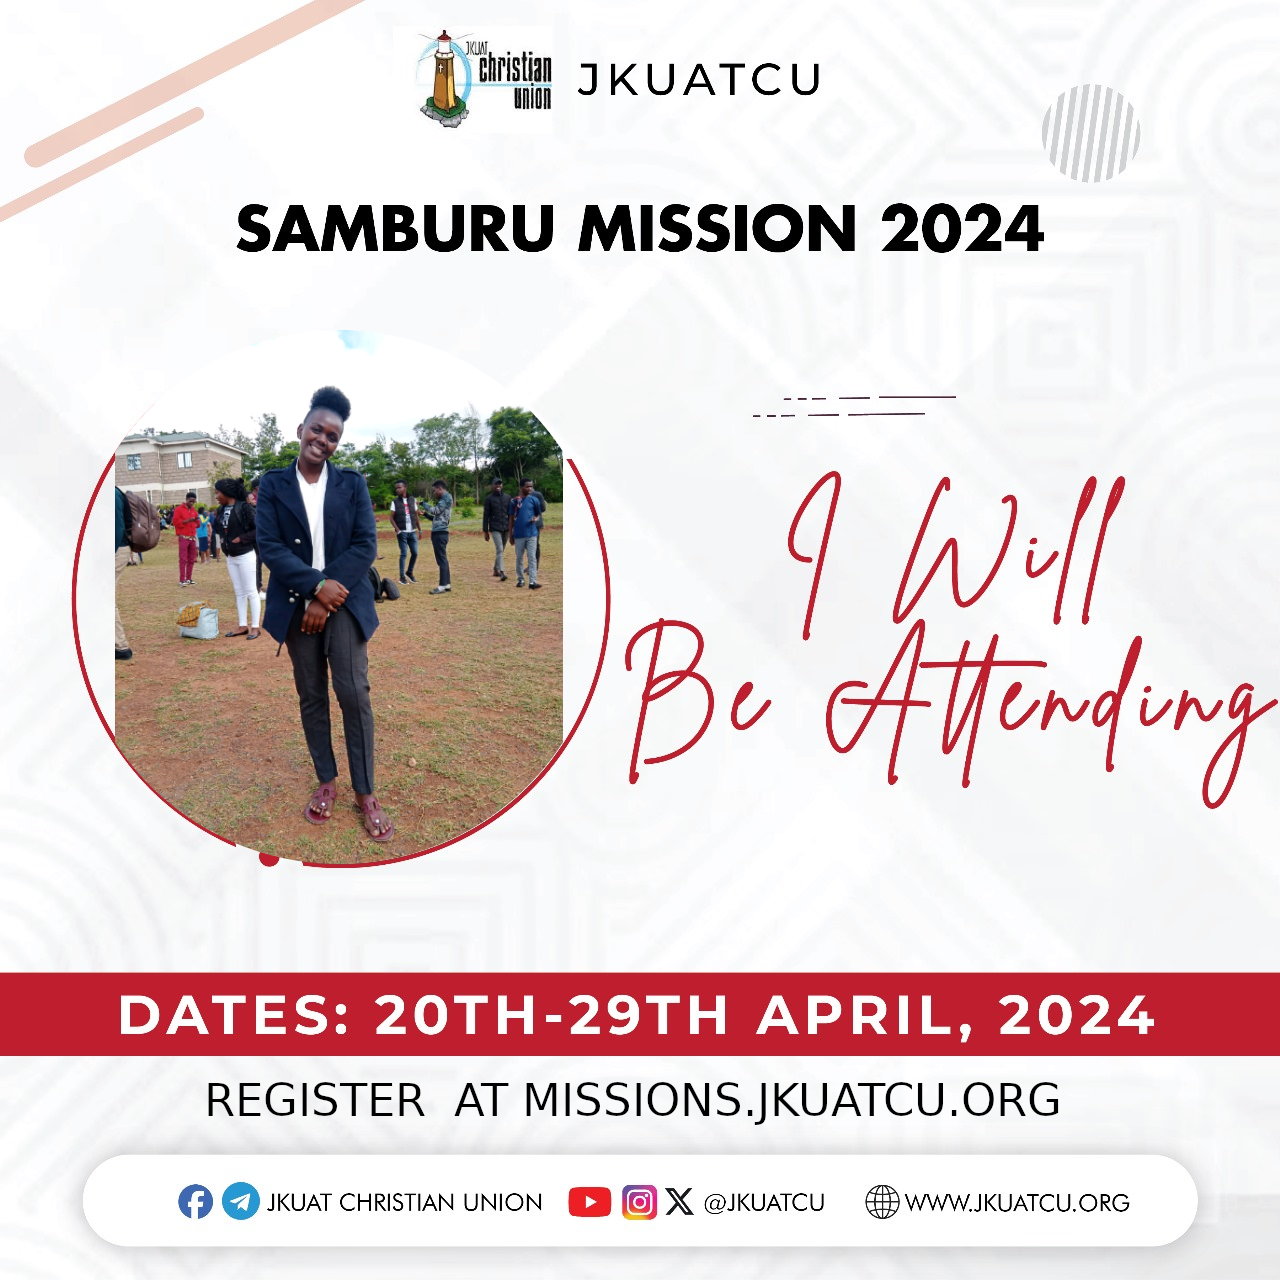 JKUAT
christian
union
JKUATCU
SAMBURU MISSION 2024
I Will
Be Attending
DATES: 20TH-29TH APRIL, 2024
REGISTER  AT MISSIONS.JKUATCU.ORG
JKUAT CHRISTIAN UNION @JKUATCU WWW.JKUATCU.ORG